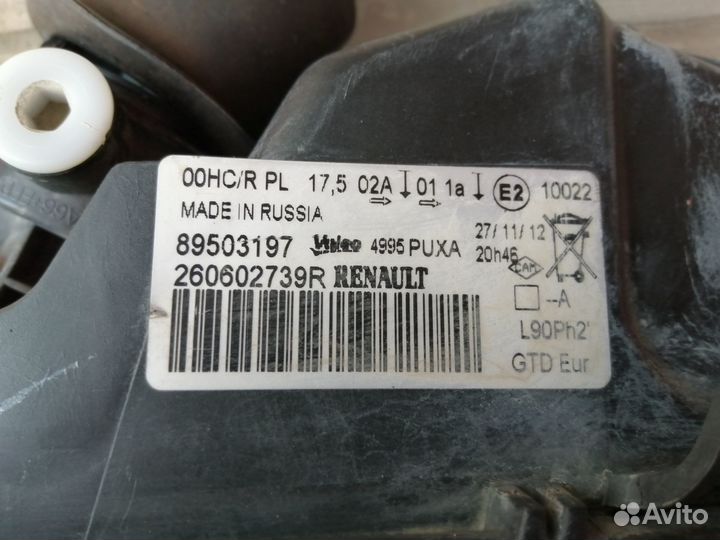 00HC/R PL 17,5 02A 01 1a E2 10022
MADE IN RUSSIA
27/11/12
89503197 Valeo 4995 PUXA
20h46
CAM
260602739R RENAULT
--A
L90Ph2'
GTD Eur
Avito